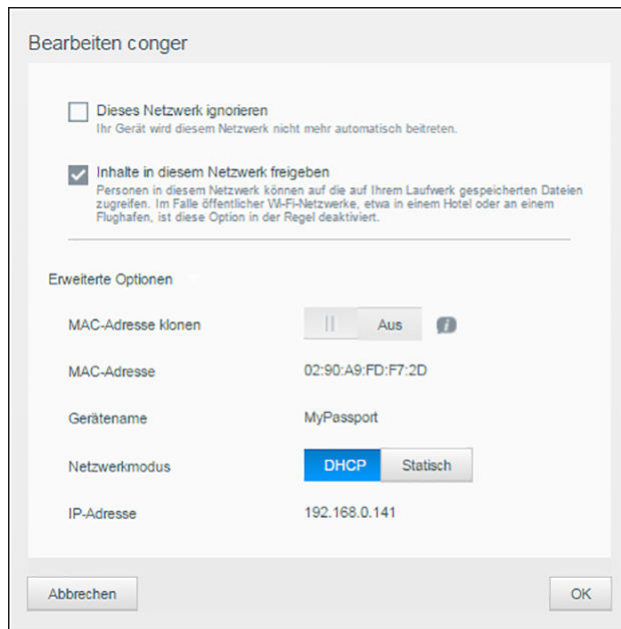 Bearbeiten conger
Dieses Netzwerk ignorieren
Ihr Gerät wird diesem Netzwerk nicht mehr automatisch beitreten.
Inhalte in diesem Netzwerk freigeben
Personen in diesem Netzwerk können auf die auf Ihrem Laufwerk gespeicherten Dateien
zugreifen. Im Falle öffentlicher Wi-Fi-Netzwerke, etwa in einem Hotel oder an einem
Flughafen, ist diese Option in der Regel deaktiviert.
Erweiterte Optionen
MAC-Adresse klonen Aus
MAC-Adresse 02:90:A9:FD:F7:2D
Gerätename MyPassport
Netzwerkmodus DHCP Statisch
IP-Adresse 192.168.0.141
Abbrechen OK